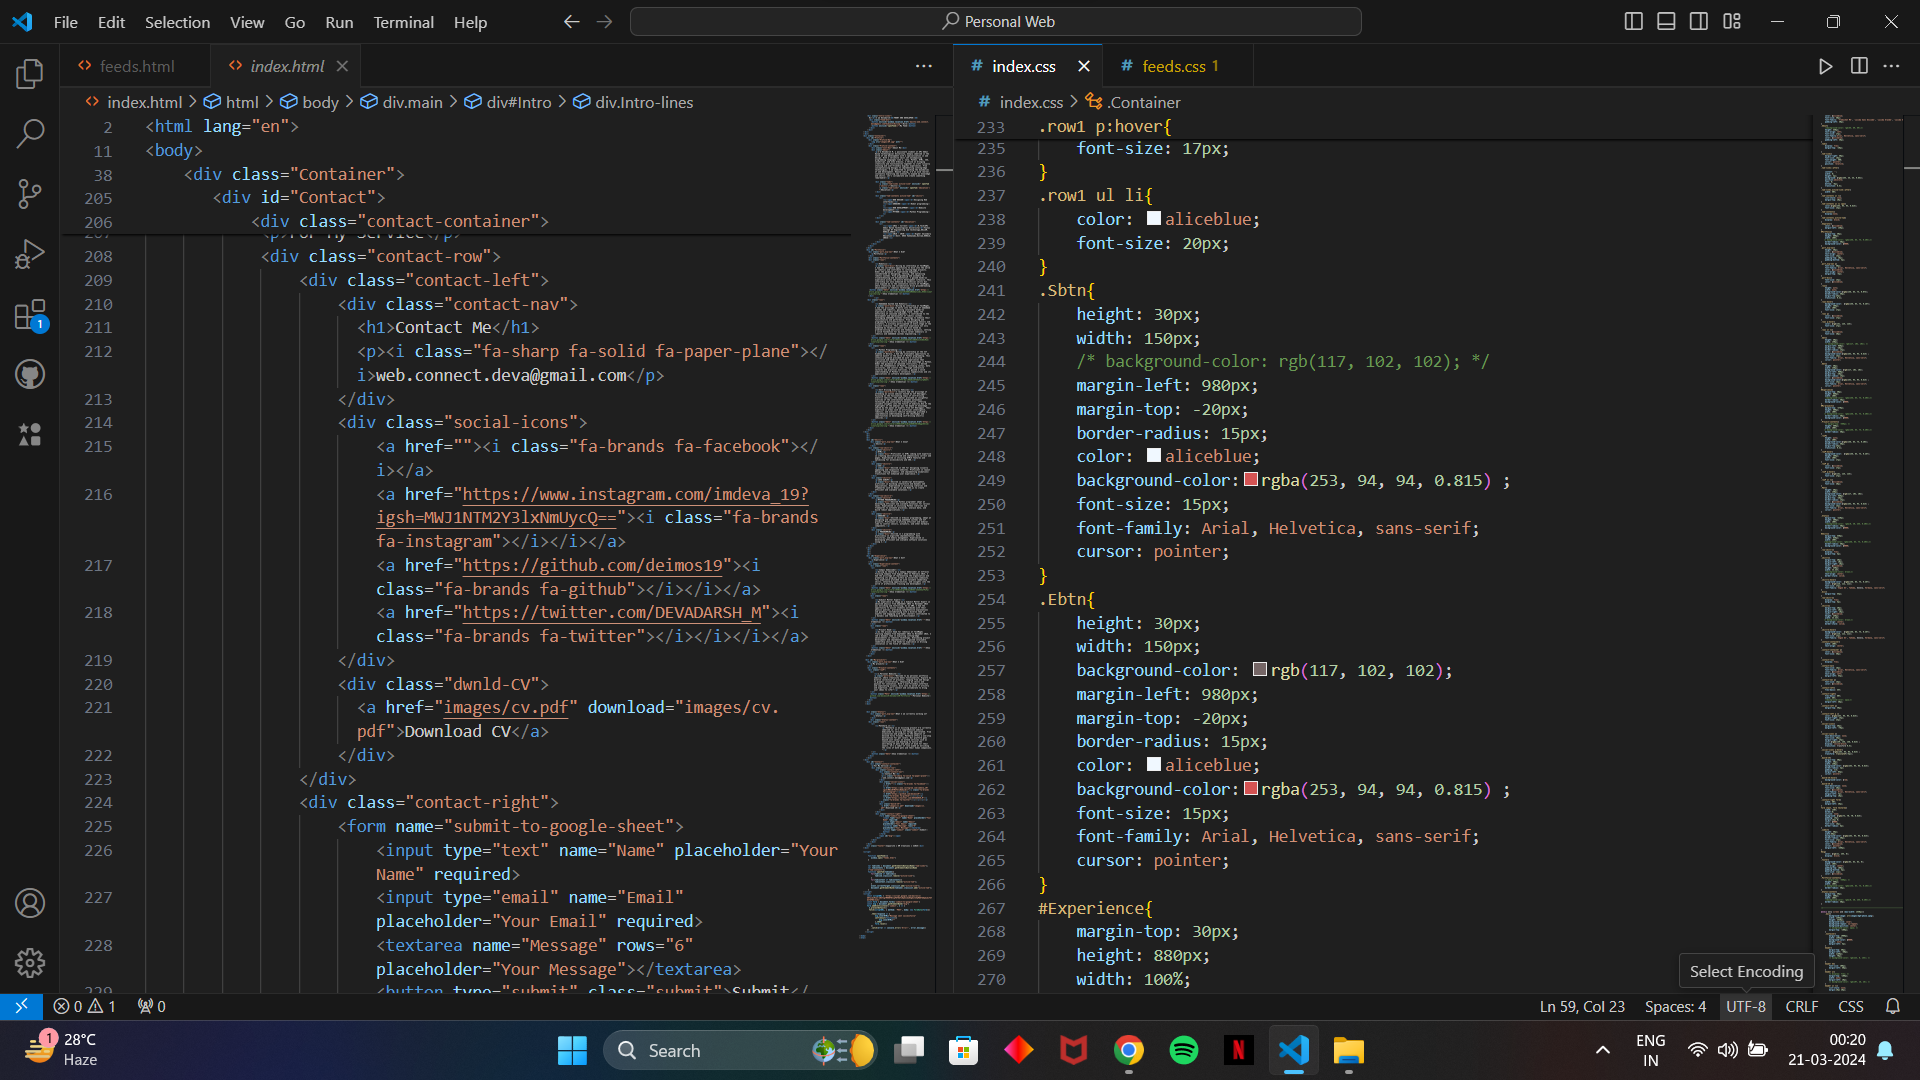 File Edit Selection View Go Run Terminal Help
Personal Web
feeds.html
index.html
index.html > html > body > div.main > div#Intro > div.Intro-lines
2 <html lang="en">
11 <body>
38 <div class="Container">
205 <div id="Contact">
206 <div class="contact-container">
207 <p>For My Service</p>
208 <div class="contact-row">
209 <div class="contact-left">
210 <div class="contact-nav">
211 <h1>Contact Me</h1>
212 <p><i class="fa-sharp fa-solid fa-paper-plane"></
i>web.connect.deva@gmail.com</p>
213 </div>
214 <div class="social-icons">
215 <a href=""><i class="fa-brands fa-facebook"></
i></a>
216 <a href="https://www.instagram.com/imdeva_19?
igsh=MWJ1NTM2Y3lxNmUycQ=="><i class="fa-brands
fa-instagram"></i></i></a>
217 <a href="https://github.com/deimos19"><i
class="fa-brands fa-github"></i></i></a>
218 <a href="https://twitter.com/DEVADARSH_M"><i
class="fa-brands fa-twitter"></i></i></i></a>
219 </div>
220 <div class="dwnld-CV">
221 <a href="images/cv.pdf" download="images/cv.
pdf">Download CV</a>
222 </div>
223 </div>
224 <div class="contact-right">
225 <form name="submit-to-google-sheet">
226 <input type="text" name="Name" placeholder="Your
Name" required>
227 <input type="email" name="Email"
placeholder="Your Email" required>
228 <textarea name="Message" rows="6"
placeholder="Your Message"></textarea>
229 <button type="submit" class="submit">Submit</
# index.css
# feeds.css 1
# index.css > .Container
233 .row1 p:hover{
235 font-size: 17px;
236 }
237 .row1 ul li{
238 color: aliceblue;
239 font-size: 20px;
240 }
241 .Sbtn{
242 height: 30px;
243 width: 150px;
244 /* background-color: rgb(117, 102, 102); */
245 margin-left: 980px;
246 margin-top: -20px;
247 border-radius: 15px;
248 color: aliceblue;
249 background-color: rgba(253, 94, 94, 0.815) ;
250 font-size: 15px;
251 font-family: Arial, Helvetica, sans-serif;
252 cursor: pointer;
253 }
254 .Ebtn{
255 height: 30px;
256 width: 150px;
257 background-color: rgb(117, 102, 102);
258 margin-left: 980px;
259 margin-top: -20px;
260 border-radius: 15px;
261 color: aliceblue;
262 background-color: rgba(253, 94, 94, 0.815) ;
263 font-size: 15px;
264 font-family: Arial, Helvetica, sans-serif;
265 cursor: pointer;
266 }
267 #Experience{
268 margin-top: 30px;
269 height: 880px;
270 width: 100%;
Select Encoding
1
0 1 0
Ln 59, Col 23 Spaces: 4 UTF-8 CRLF CSS
1
28°C
Haze
Search
N
ENG
IN
00:20
21-03-2024